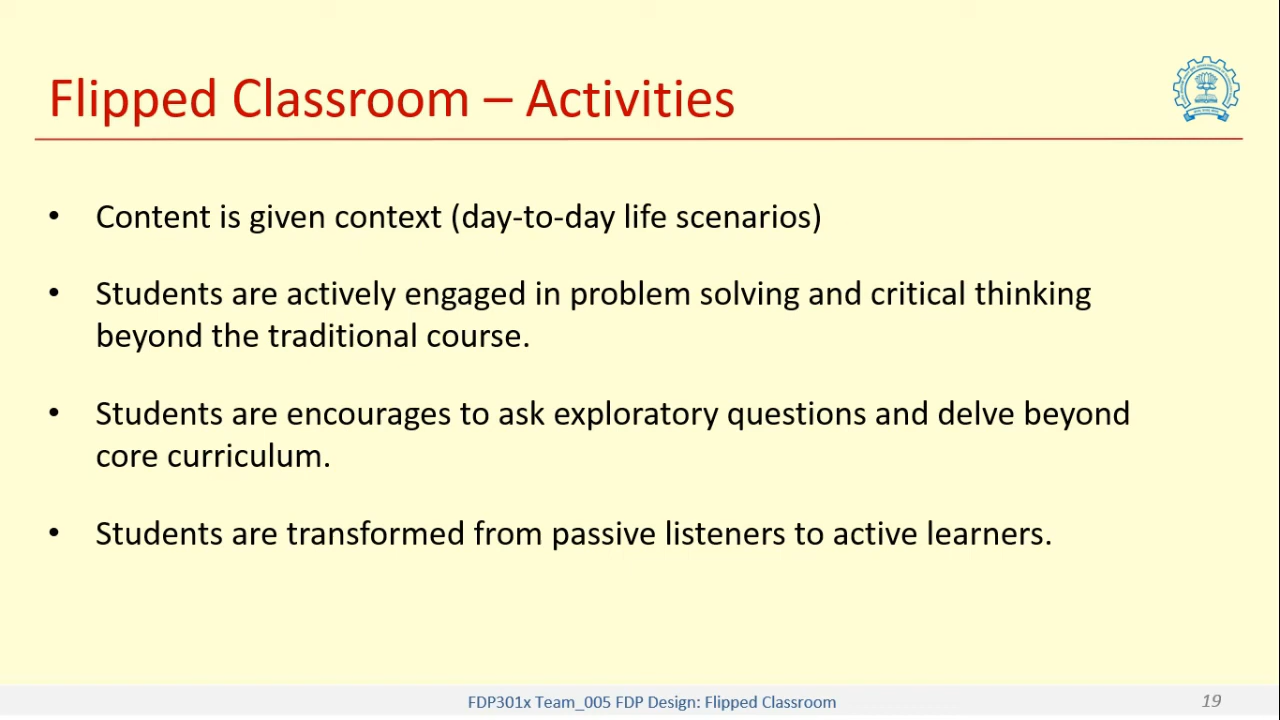 Flipped Classroom – Activities
• Content is given context (day-to-day life scenarios)
• Students are actively engaged in problem solving and critical thinking
beyond the traditional course.
• Students are encourages to ask exploratory questions and delve beyond
core curriculum.
• Students are transformed from passive listeners to active learners.
FDP301x Team_005 FDP Design: Flipped Classroom
19